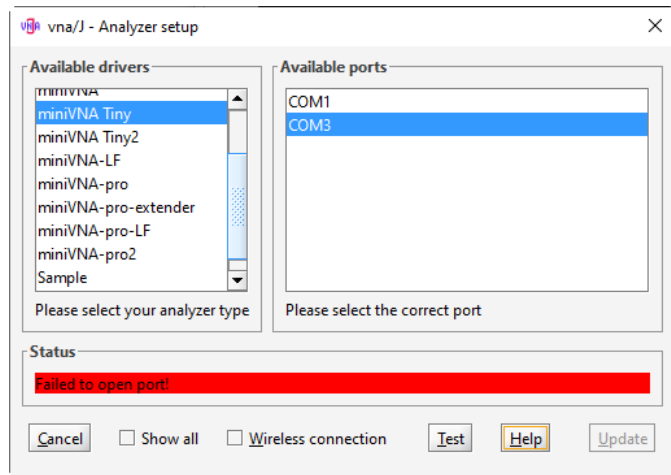 vna/J - Analyzer setup
Available drivers
miniVNA
miniVNA Tiny
miniVNA Tiny2
miniVNA-LF
miniVNA-pro
miniVNA-pro-extender
miniVNA-pro-LF
miniVNA-pro2
Sample
Please select your analyzer type
Available ports
COM1
COM3
Please select the correct port
Status
Failed to open port!
Cancel Show all Wireless connection Test Help Update